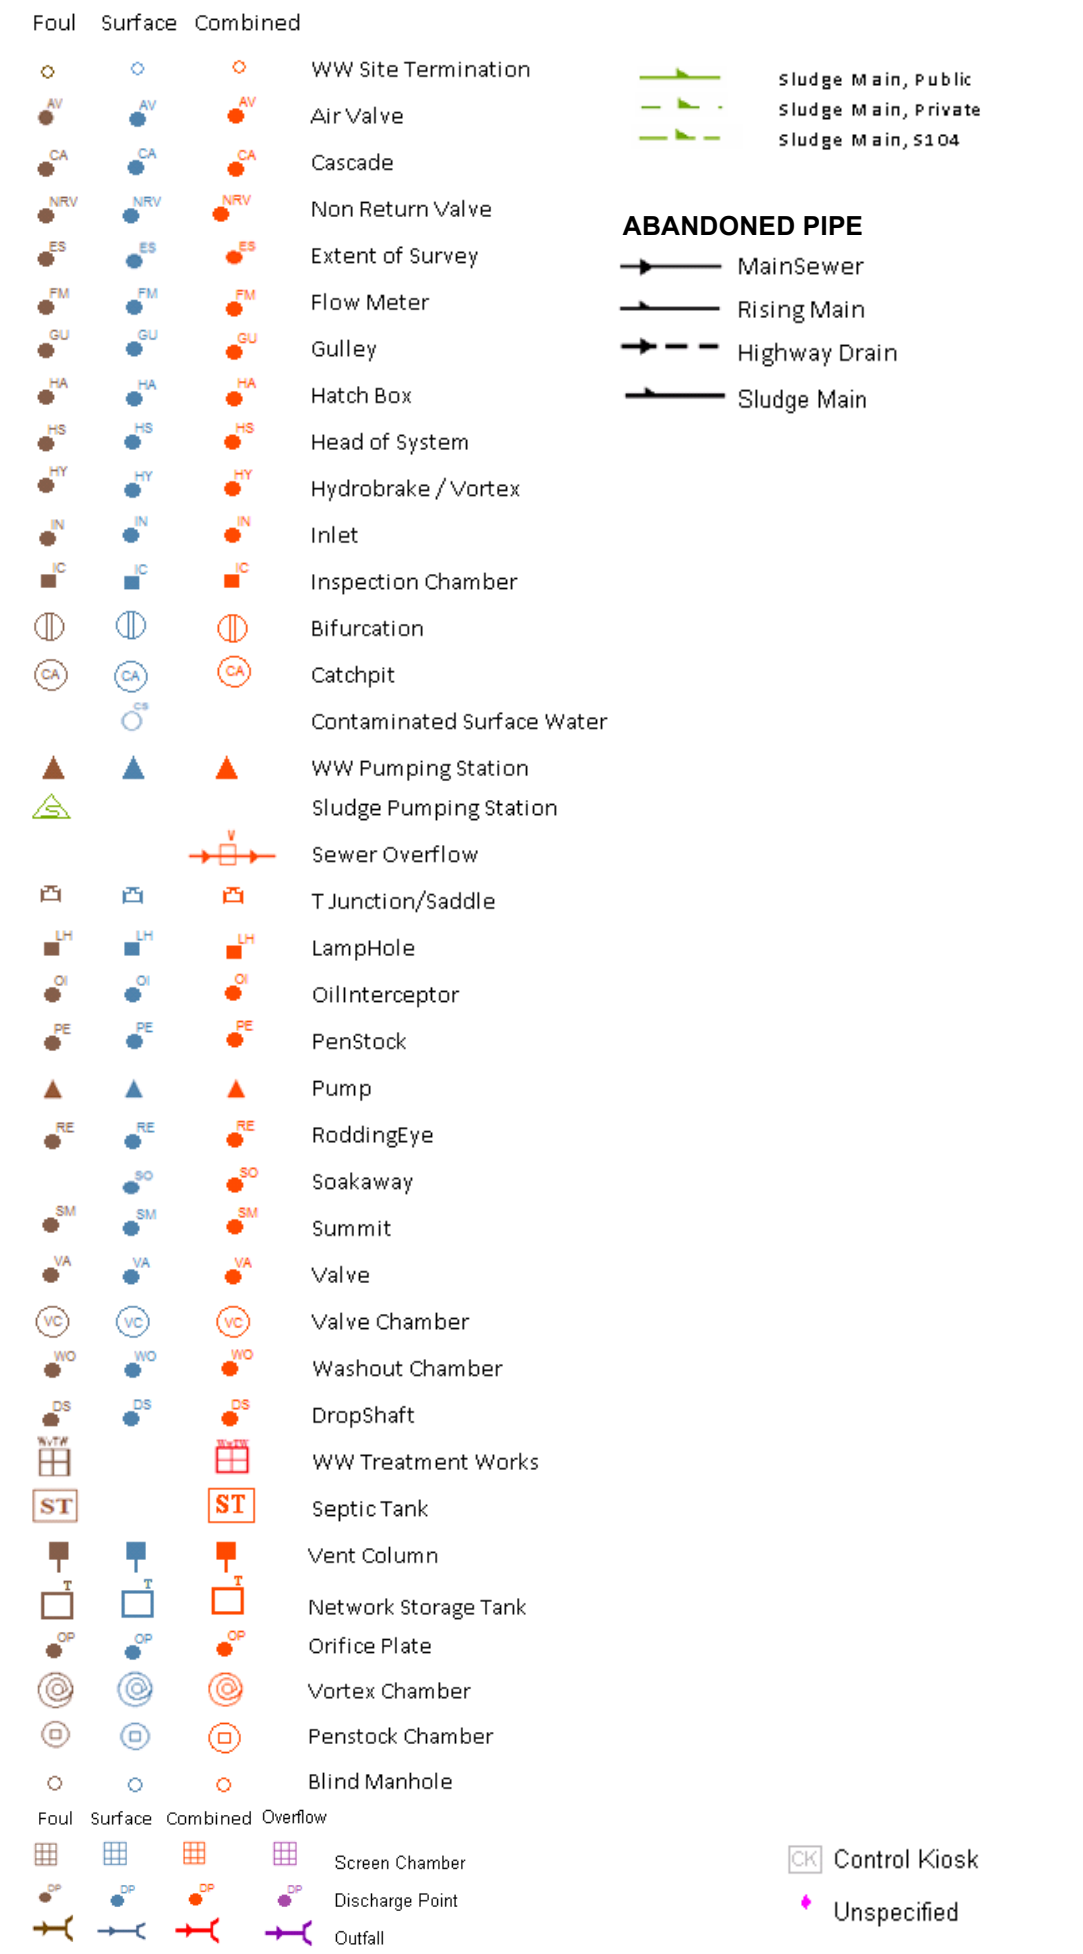 Foul Surface Combined
WW Site Termination
AV AV AV Air Valve
CA CA CA Cascade
NRV NRV NRV Non Return Valve
ES ES ES Extent of Survey
FM FM FM Flow Meter
GU GU GU Gulley
HA HA HA Hatch Box
HS HS HS Head of System
HY HY HY Hydrobrake / Vortex
IN IN IN Inlet
IC IC IC Inspection Chamber
Bifurcation
CA CA CA Catchpit
CS Contaminated Surface Water
WW Pumping Station
S Sludge Pumping Station
V Sewer Overflow
T Junction/Saddle
LH LH LH LampHole
OI OI OI OilInterceptor
PE PE PE PenStock
Pump
RE RE RE RoddingEye
SO SO Soakaway
SM SM SM Summit
VA VA VA Valve
VC VC VC Valve Chamber
WO WO WO Washout Chamber
DS DS DS DropShaft
WwTW WwTW WW Treatment Works
ST ST Septic Tank
Vent Column
T T T Network Storage Tank
OP OP OP Orifice Plate
Vortex Chamber
Penstock Chamber
Blind Manhole
Foul Surface Combined Overflow
Screen Chamber
DP DP DP DP Discharge Point
Outfall
Sludge Main, Public
Sludge Main, Private
Sludge Main, S104
ABANDONED PIPE
MainSewer
Rising Main
Highway Drain
Sludge Main
CK Control Kiosk
Unspecified